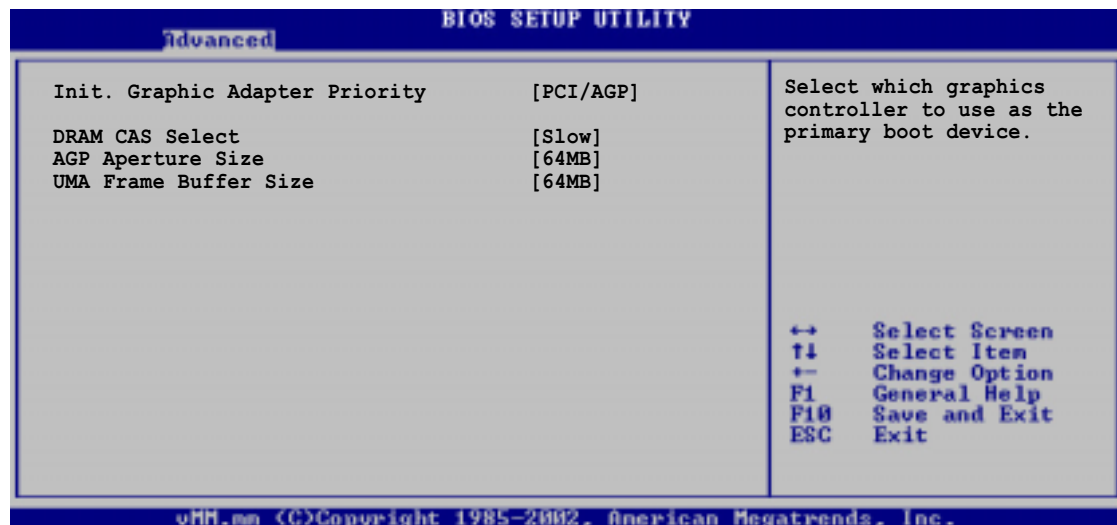 BIOS SETUP UTILITY
Advanced
Init. Graphic Adapter Priority [PCI/AGP]
DRAM CAS Select [Slow]
AGP Aperture Size [64MB]
UMA Frame Buffer Size [64MB]
Select which graphics
controller to use as the
primary boot device.
↔ Select Screen
↑↓ Select Item
+- Change Option
F1 General Help
F10 Save and Exit
ESC Exit
vMM.mm (C)Copyright 1985-2002, American Megatrends, Inc.